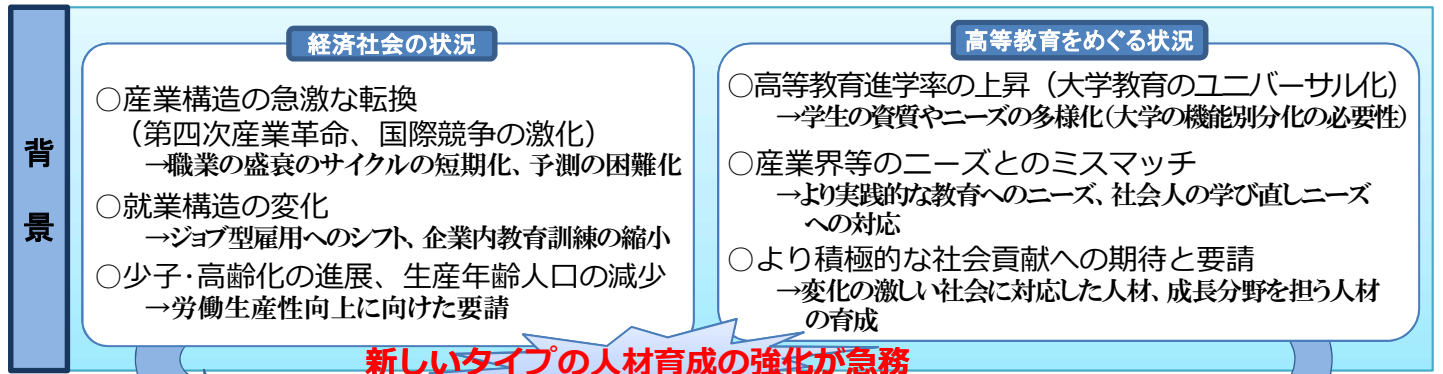 背景
経済社会の状況
○産業構造の急激な転換
（第四次産業革命、国際競争の激化）
→職業の盛衰のサイクルの短期化、予測の困難化
○就業構造の変化
→ジョブ型雇用へのシフト、企業内教育訓練の縮小
○少子･高齢化の進展、生産年齢人口の減少
→労働生産性向上に向けた要請
高等教育をめぐる状況
○高等教育進学率の上昇（大学教育のユニバーサル化）
→学生の資質やニーズの多様化（大学の機能別分化の必要性）
○産業界等のニーズとのミスマッチ
→より実践的な教育へのニーズ、社会人の学び直しニーズ
への対応
○より積極的な社会貢献への期待と要請
→変化の激しい社会に対応した人材、成長分野を担う人材
の育成
新しいタイプの人材育成の強化が急務